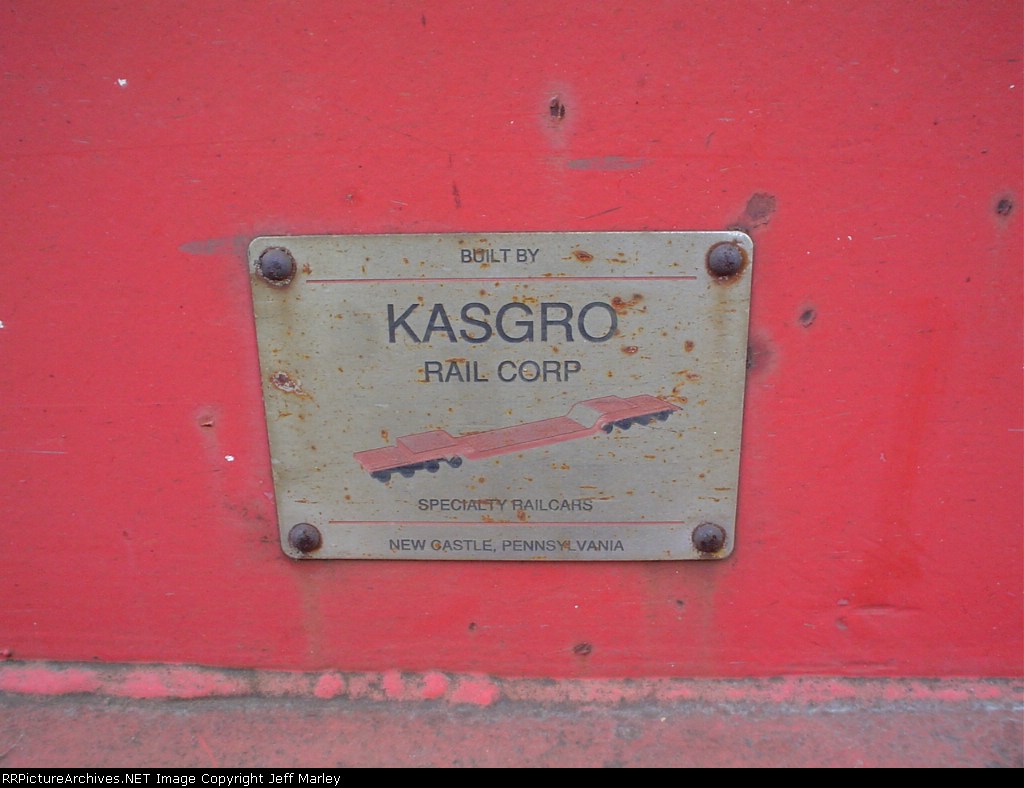 BUILT BY
KASGRO
RAIL CORP
SPECIALTY RAILCARS
NEW CASTLE, PENNSYLVANIA
RRPictureArchives.NET Image Copyright Jeff Marley